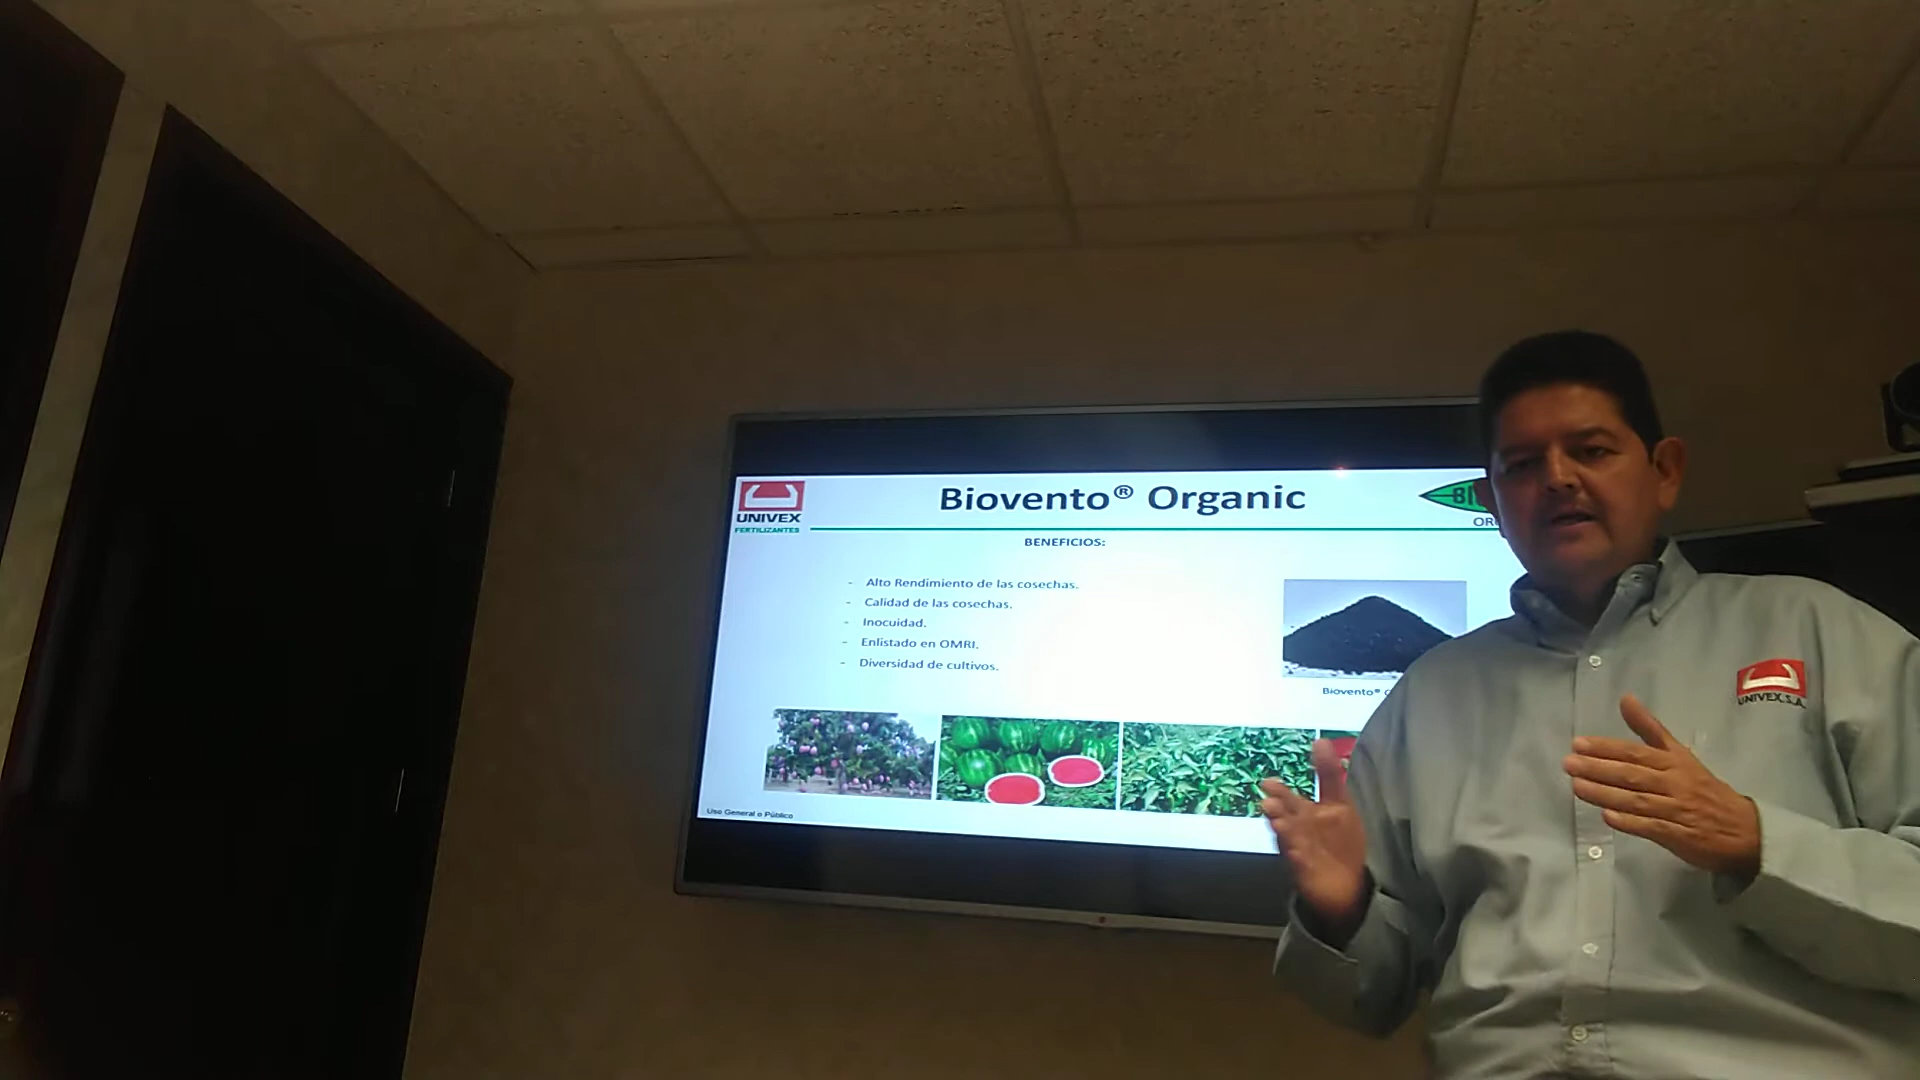 UNIVEX
FERTILIZANTES
Biovento® Organic
BENEFICIOS:
- Alto Rendimiento de las cosechas.
- Calidad de las cosechas.
- Inocuidad.
- Enlistado en OMRI.
- Diversidad de cultivos.
Biovento®
Uso General o Público
UNIVEX, S.A.